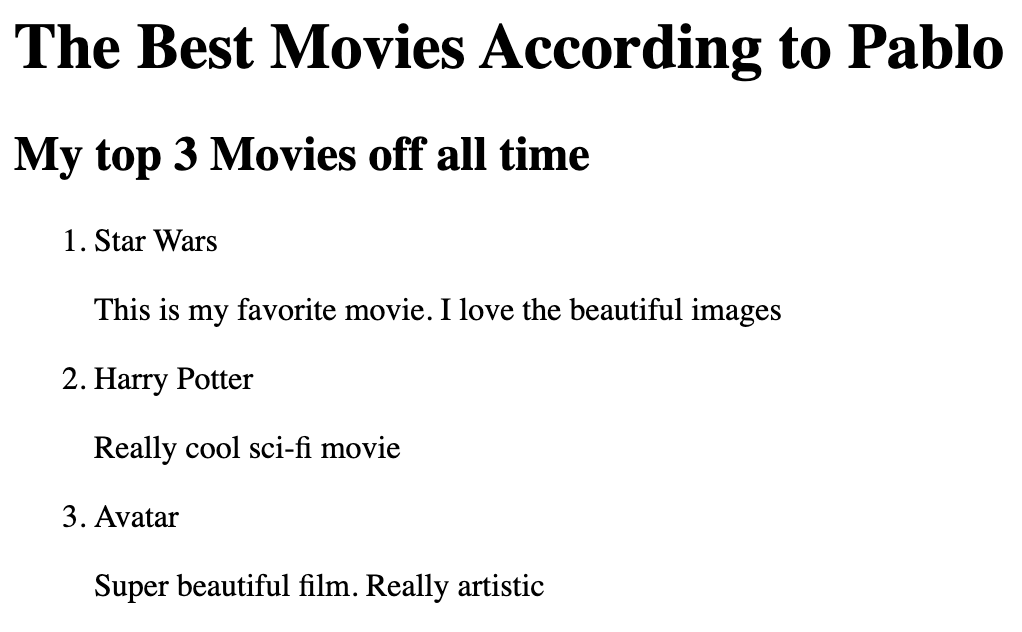 The Best Movies According to Pablo
My top 3 Movies off all time
1. Star Wars
This is my favorite movie. I love the beautiful images
2. Harry Potter
Really cool sci-fi movie
3. Avatar
Super beautiful film. Really artistic